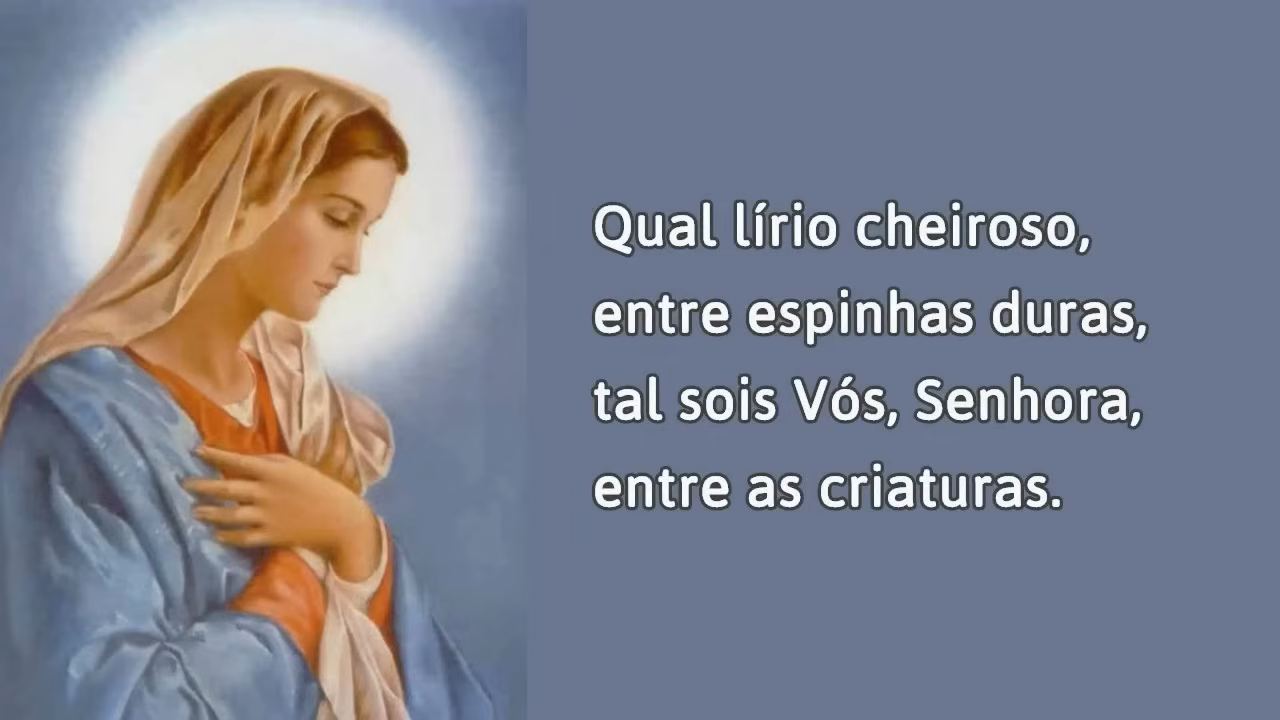 Qual lírio cheiroso,
entre espinhas duras,
tal sois Vós, Senhora,
entre as criaturas.